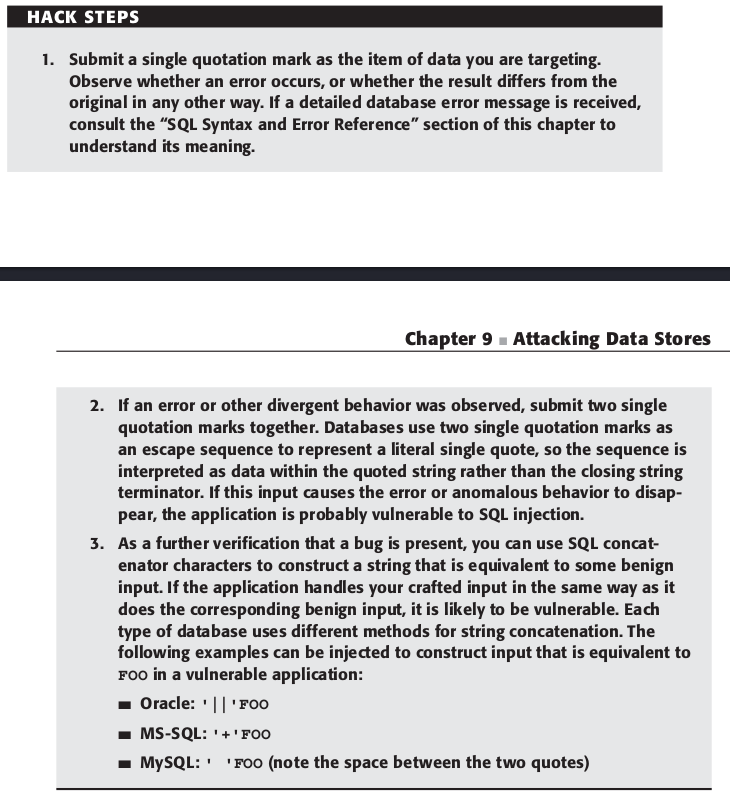 HACK STEPS
1. Submit a single quotation mark as the item of data you are targeting.
Observe whether an error occurs, or whether the result differs from the
original in any other way. If a detailed database error message is received,
consult the “SQL Syntax and Error Reference” section of this chapter to
understand its meaning.
Chapter 9 ■ Attacking Data Stores
2. If an error or other divergent behavior was observed, submit two single
quotation marks together. Databases use two single quotation marks as
an escape sequence to represent a literal single quote, so the sequence is
interpreted as data within the quoted string rather than the closing string
terminator. If this input causes the error or anomalous behavior to disap-
pear, the application is probably vulnerable to SQL injection.
3. As a further verification that a bug is present, you can use SQL concat-
enator characters to construct a string that is equivalent to some benign
input. If the application handles your crafted input in the same way as it
does the corresponding benign input, it is likely to be vulnerable. Each
type of database uses different methods for string concatenation. The
following examples can be injected to construct input that is equivalent to
FOO in a vulnerable application:
■ Oracle: '||'FOO
■ MS-SQL: '+'FOO
■ MySQL: ' 'FOO (note the space between the two quotes)